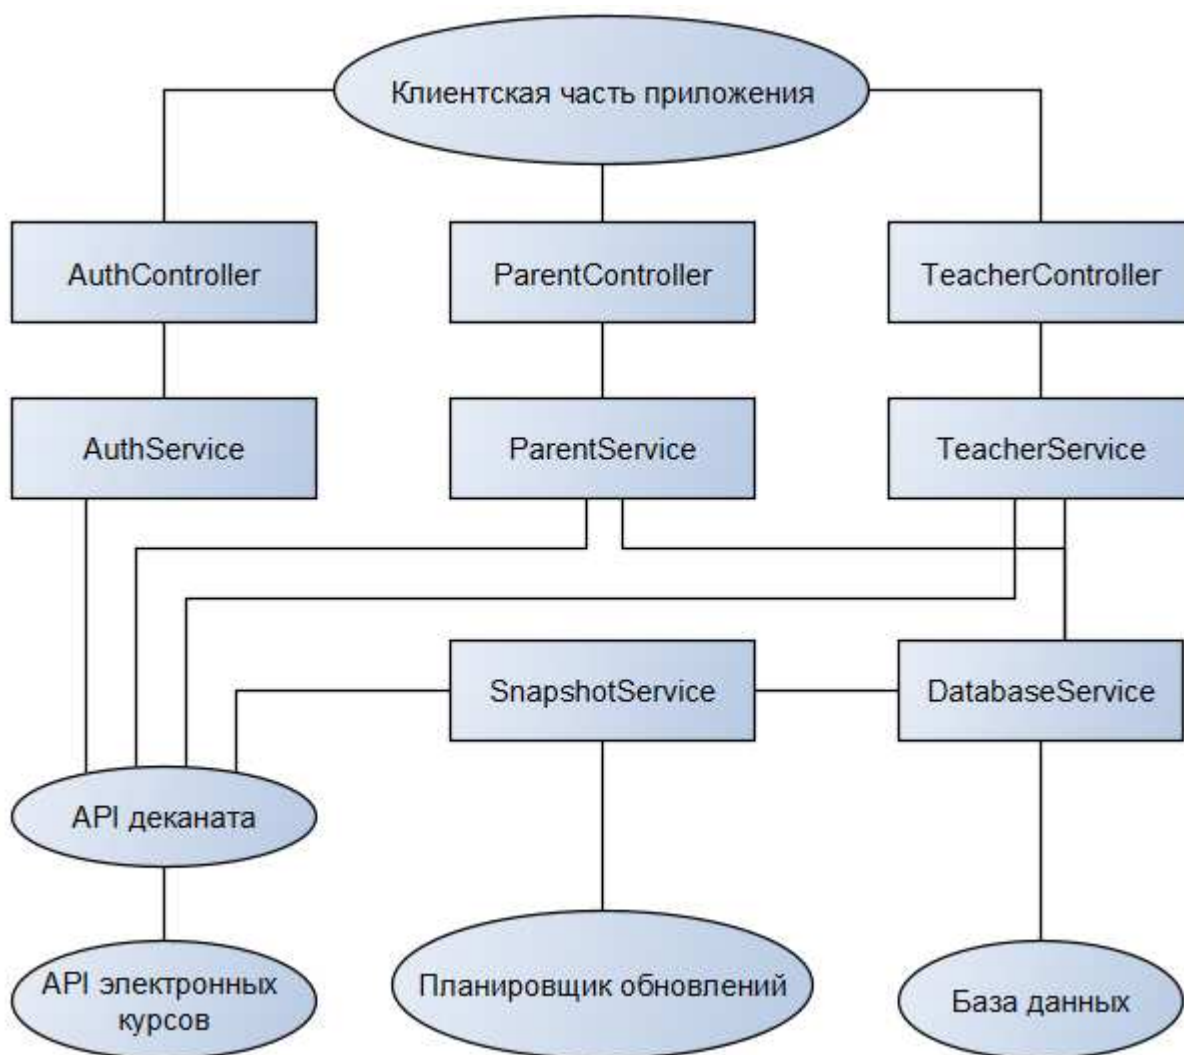 Клиентская часть приложения
AuthController
ParentController
TeacherController
AuthService
ParentService
TeacherService
SnapshotService
DatabaseService
API деканата
API электронных
курсов
Планировщик обновлений
База данных